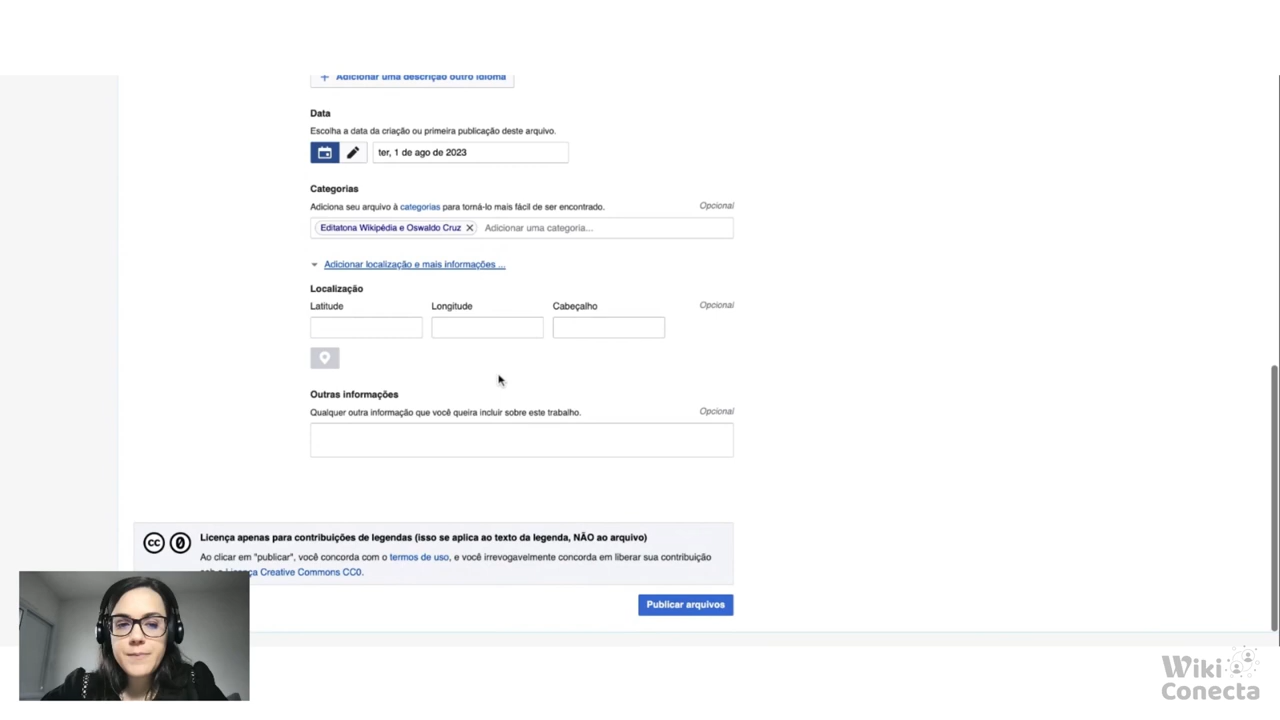 + Adicionar uma descrição outro idioma
Data
Escolha a data da criação ou primeira publicação deste arquivo.
ter, 1 de ago de 2023
Categorias
Adiciona seu arquivo à categorias para torná-lo mais fácil de ser encontrado. Opcional
Editatona Wikipédia e Oswaldo Cruz × Adicionar uma categoria...
Adicionar localização e mais informações ...
Localização
Latitude Longitude Cabeçalho Opcional
Outras informações
Qualquer outra informação que você queira incluir sobre este trabalho. Opcional
cc 0 Licença apenas para contribuições de legendas (isso se aplica ao texto da legenda, NÃO ao arquivo)
Ao clicar em "publicar", você concorda com o termos de uso, e você irrevogavelmente concorda em liberar sua contribuição
Creative Commons CC0.
Publicar arquivos
Wiki
Conecta